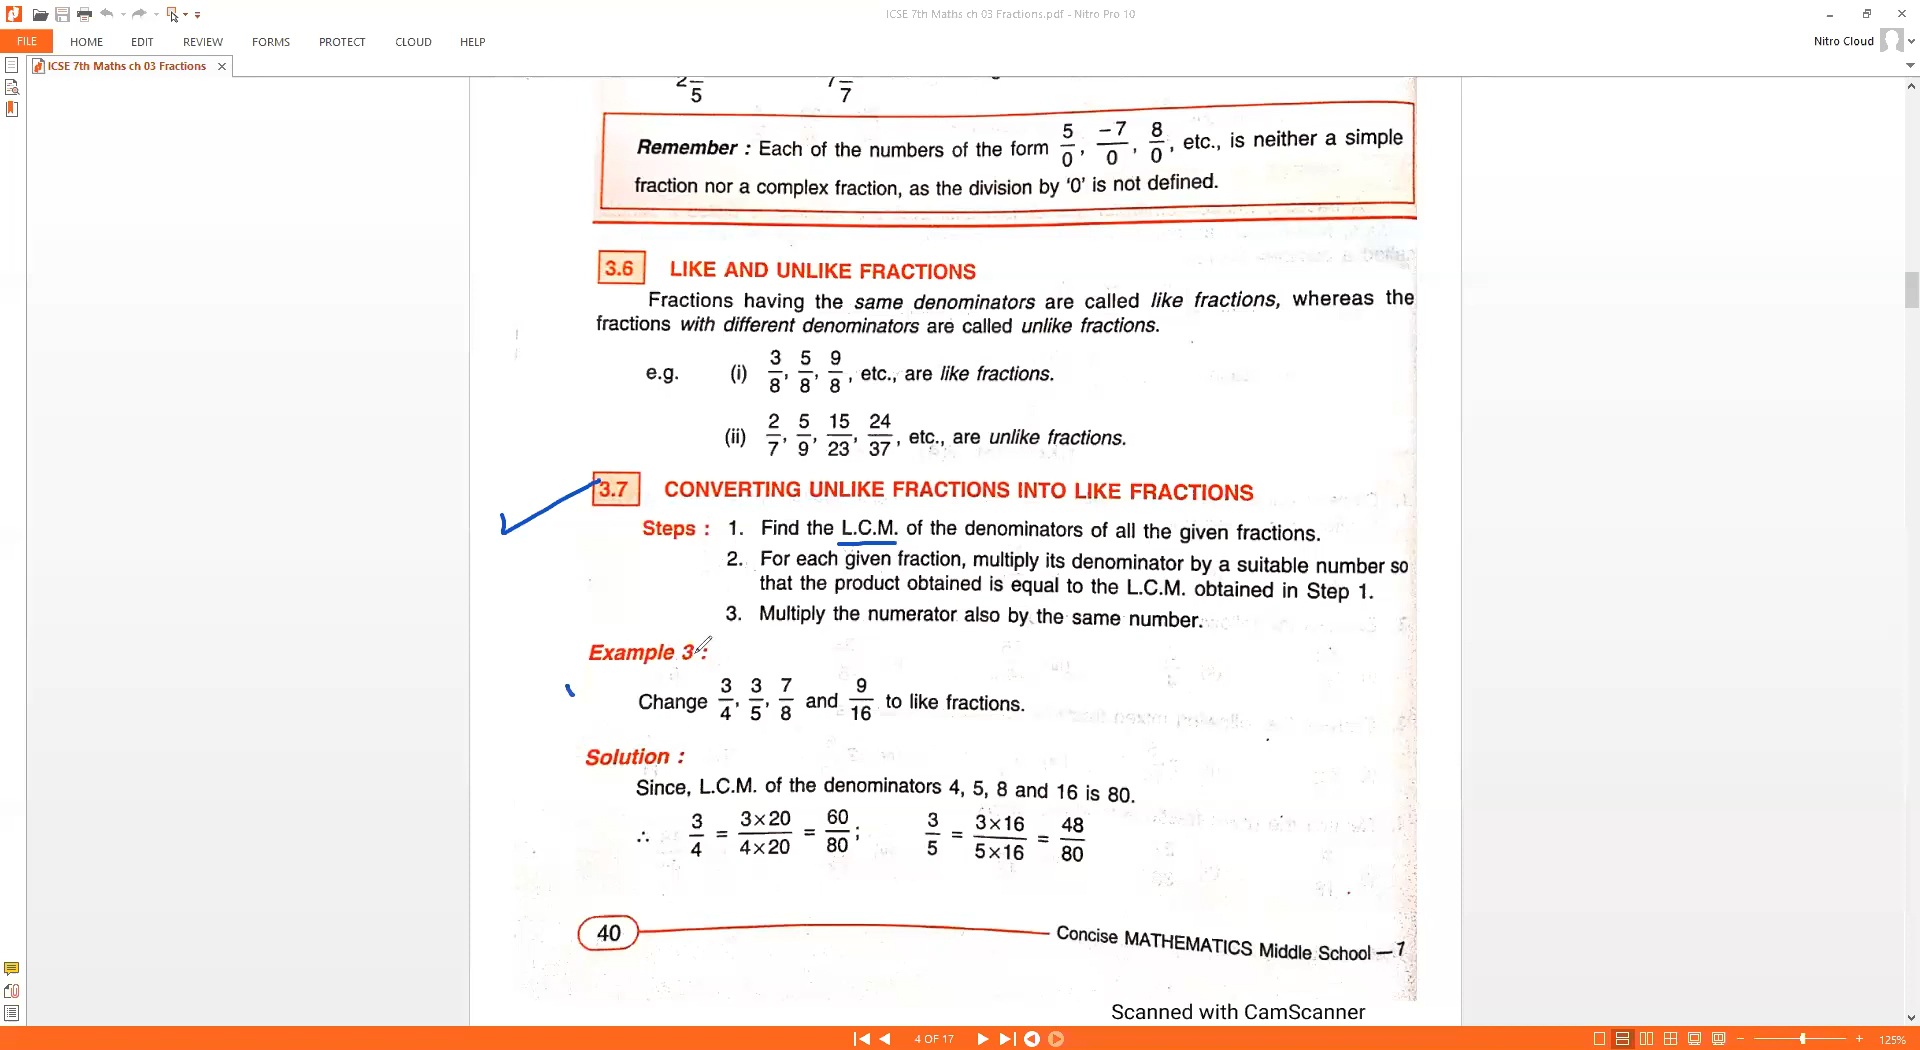 ICSE 7th Maths ch 03 Fractions.pdf - Nitro Pro 10
FILE HOME EDIT REVIEW FORMS PROTECT CLOUD HELP
Nitro Cloud
ICSE 7th Maths ch 03 Fractions
2 –/5 7 –/7
Remember : Each of the numbers of the form 5/0, –7/0, 8/0, etc., is neither a simple
fraction nor a complex fraction, as the division by ‘0’ is not defined.
3.6 LIKE AND UNLIKE FRACTIONS
Fractions having the same denominators are called like fractions, whereas the
fractions with different denominators are called unlike fractions.
e.g. (i) 3/8, 5/8, 9/8, etc., are like fractions.
(ii) 2/7, 5/9, 15/23, 24/37, etc., are unlike fractions.
3.7 CONVERTING UNLIKE FRACTIONS INTO LIKE FRACTIONS
Steps : 1. Find the L.C.M. of the denominators of all the given fractions.
2. For each given fraction, multiply its denominator by a suitable number so
that the product obtained is equal to the L.C.M. obtained in Step 1.
3. Multiply the numerator also by the same number.
Example 3 :
Change 3/4, 3/5, 7/8 and 9/16 to like fractions.
Solution :
Since, L.C.M. of the denominators 4, 5, 8 and 16 is 80.
∴ 3/4 = 3×20/4×20 = 60/80; 3/5 = 3×16/5×16 = 48/80
40
Concise MATHEMATICS Middle School – 7
Scanned with CamScanner
4 OF 17
125%